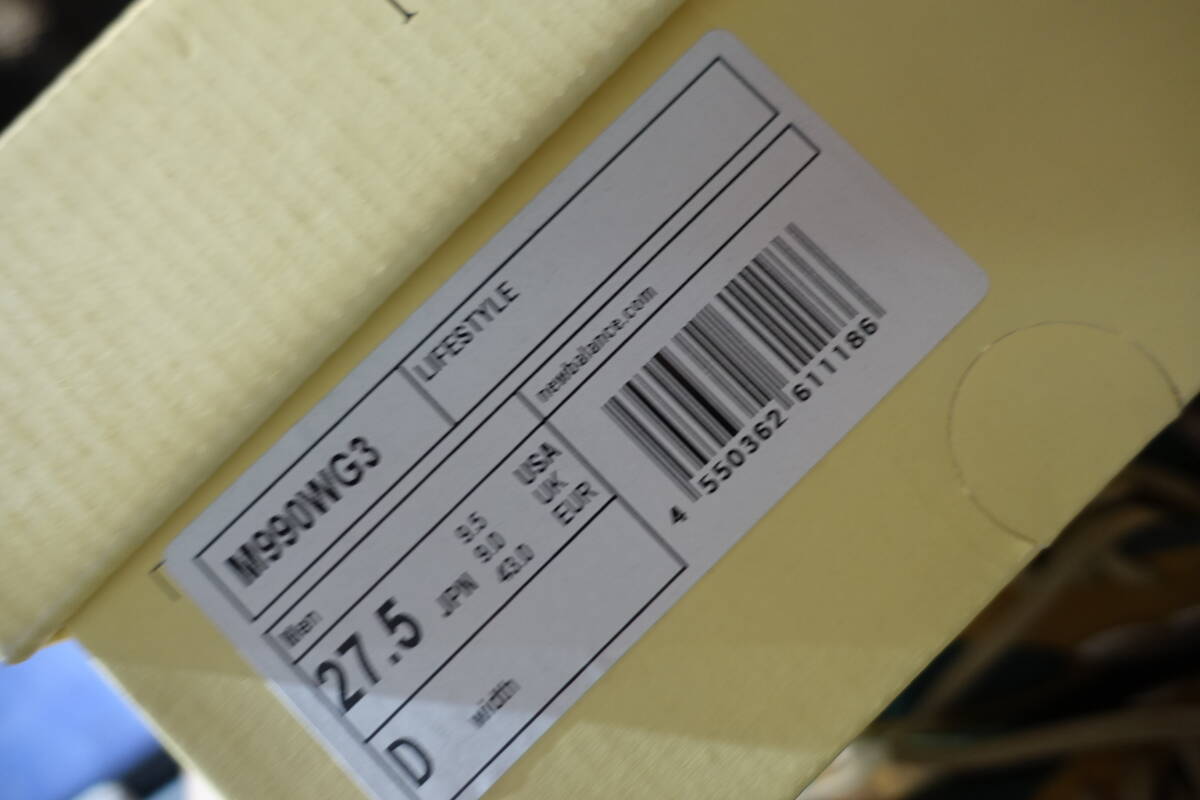 M990WG3
LIFESTYLE
Men
newbalance.com
27.5 JPN
9.5 USA
9.0 UK
43.0 EUR
D width
4 550362 611186